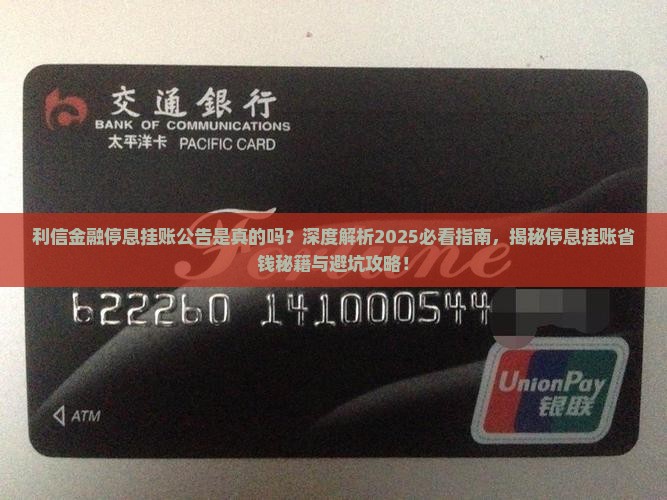 交通銀行
BANK OF COMMUNICATIONS
太平洋卡 PACIFIC CARD
利信金融停息挂账公告是真的吗？深度解析2025必看指南，揭秘停息挂账省
钱秘籍与避坑攻略！
Fortune
622260 141000544
UnionPay
银联
ATM